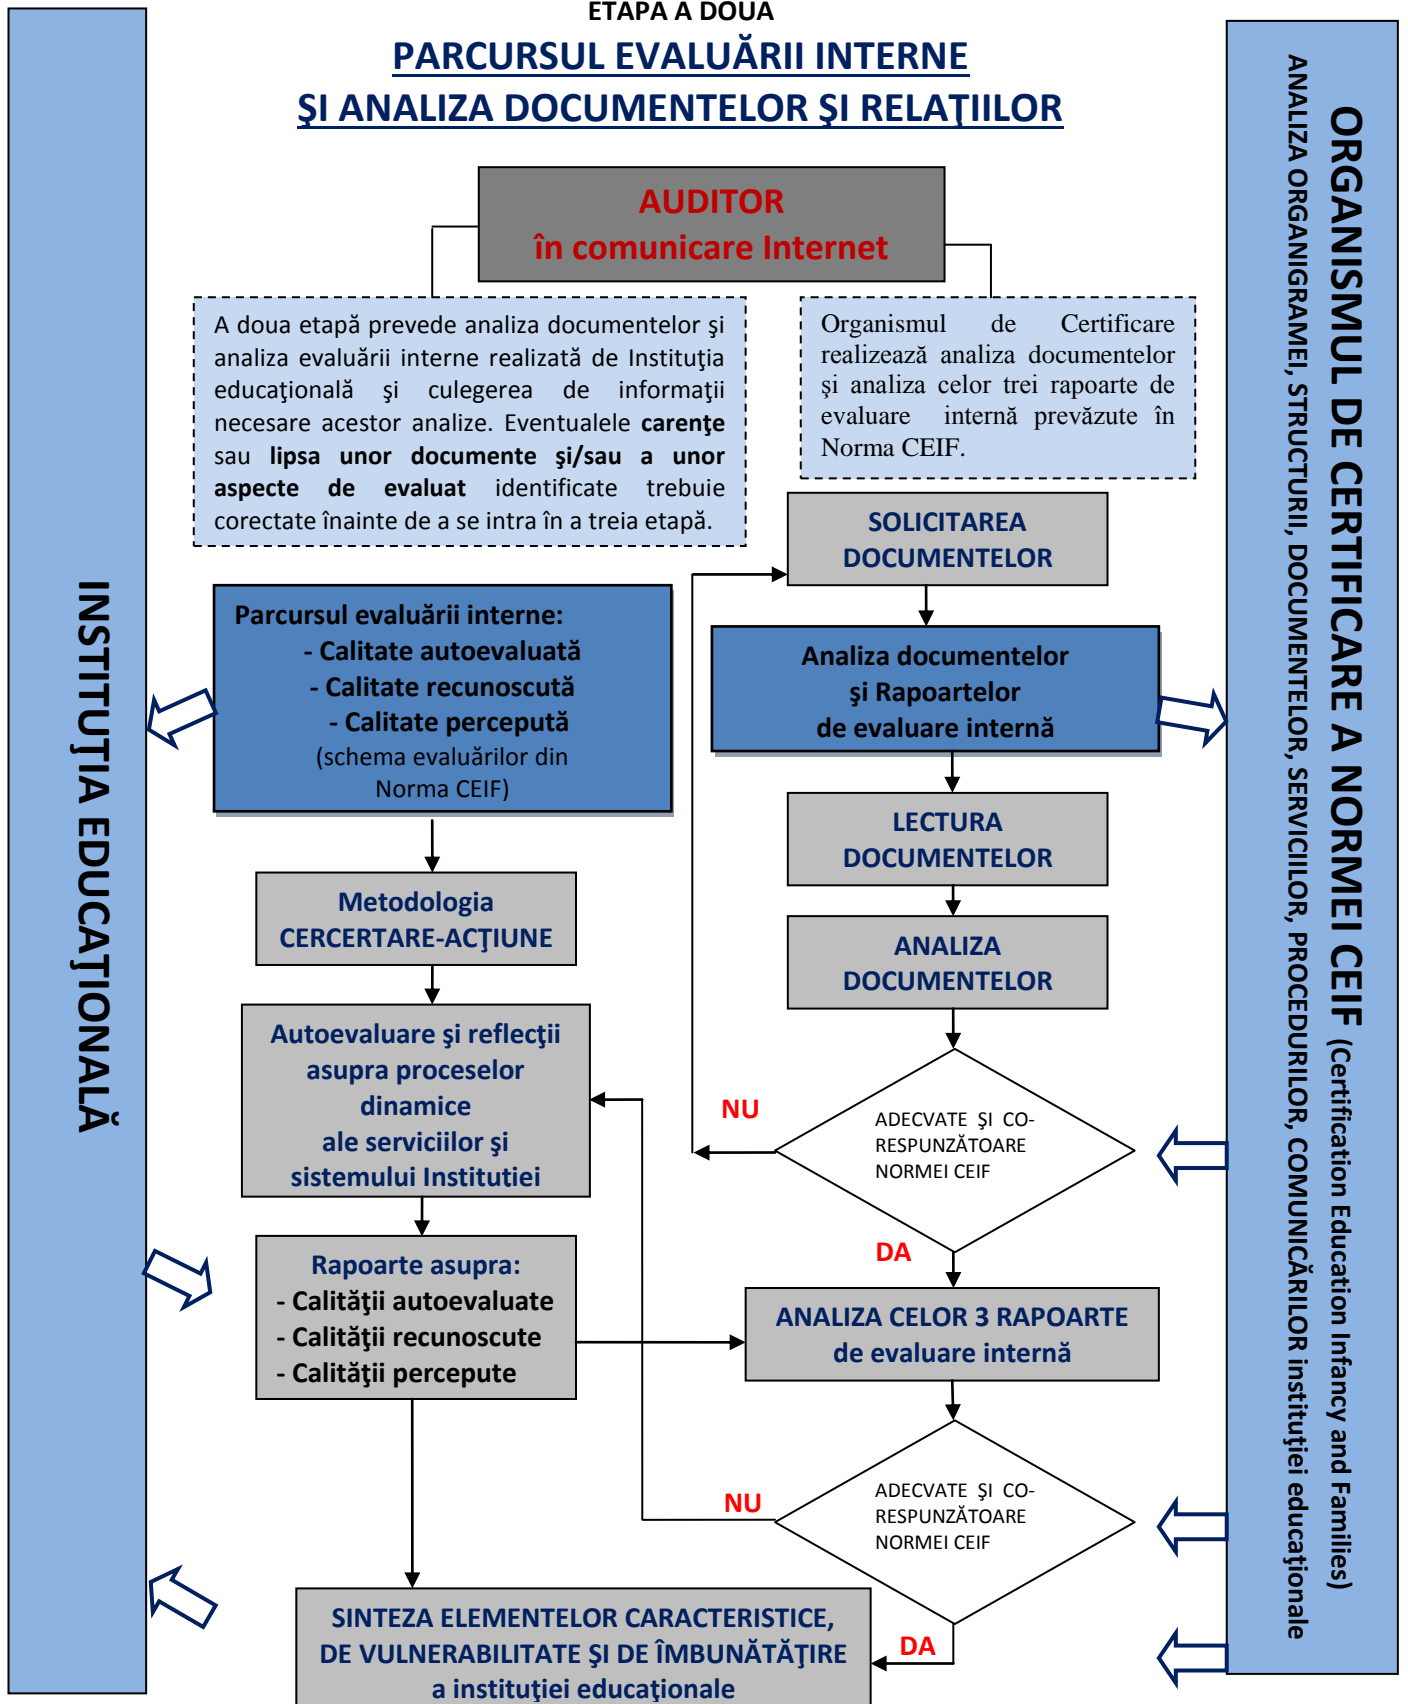 ETAPA A DOUA
PARCURSUL EVALUĂRII INTERNE
ŞI ANALIZA DOCUMENTELOR ŞI RELAŢIILOR
AUDITOR
în comunicare Internet
A doua etapă prevede analiza documentelor şi
analiza evaluării interne realizată de Instituţia
educaţională şi culegerea de informaţii
necesare acestor analize. Eventualele carenţe
sau lipsa unor documente şi/sau a unor
aspecte de evaluat identificate trebuie
corectate înainte de a se intra în a treia etapă.
Organismul de Certificare
realizează analiza documentelor
şi analiza celor trei rapoarte de
evaluare internă prevăzute în
Norma CEIF.
SOLICITAREA
DOCUMENTELOR
Parcursul evaluării interne:
- Calitate autoevaluată
- Calitate recunoscută
- Calitate percepută
(schema evaluărilor din
Norma CEIF)
Analiza documentelor
şi Rapoartelor
de evaluare internă
LECTURA
DOCUMENTELOR
Metodologia
CERCERTARE-ACŢIUNE
ANALIZA
DOCUMENTELOR
Autoevaluare şi reflecţii
asupra proceselor
dinamice
ale serviciilor şi
sistemului Instituţiei
NU
ADECVATE ŞI CO-
RESPUNZĂTOARE
NORMEI CEIF
DA
Rapoarte asupra:
- Calităţii autoevaluate
- Calităţii recunoscute
- Calităţii percepute
ANALIZA CELOR 3 RAPOARTE
de evaluare internă
NU
ADECVATE ŞI CO-
RESPUNZĂTOARE
NORMEI CEIF
DA
SINTEZA ELEMENTELOR CARACTERISTICE,
DE VULNERABILITATE ŞI DE ÎMBUNĂTĂŢIRE
a instituţiei educaţionale
INSTITUŢIA EDUCAŢIONALĂ
ORGANISMUL DE CERTIFICARE A NORMEI CEIF (Certification Education Infancy and Families)
ANALIZA ORGANIGRAMEI, STRUCTURII, DOCUMENTELOR, SERVICIILOR, PROCEDURILOR, COMUNICĂRILOR instituţiei educaţionale